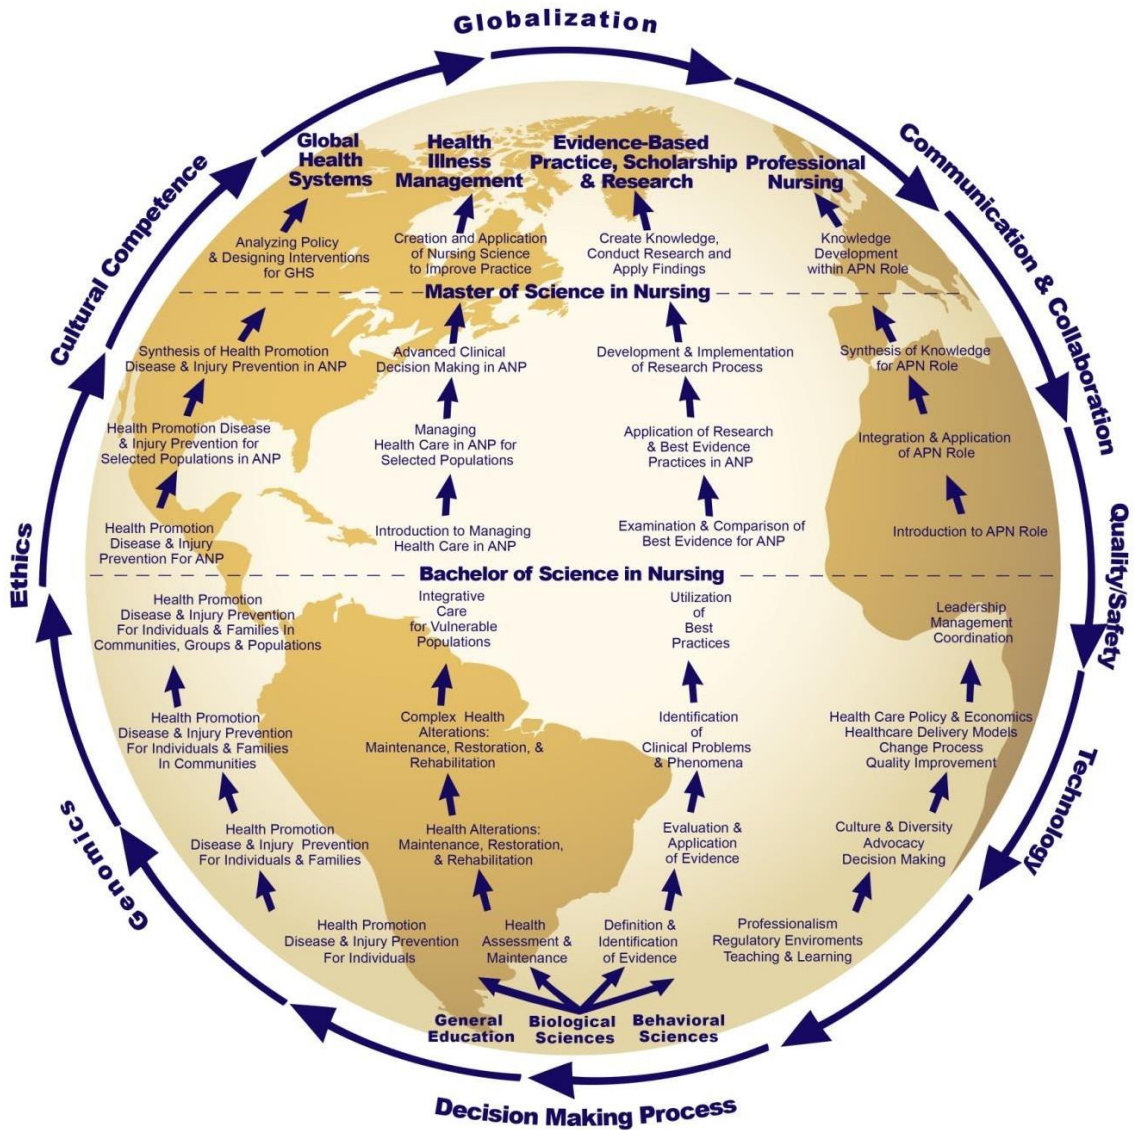 Globalization
Communication & Collaboration
Quality/Safety
Technology
Decision Making Process
Genomics
Ethics
Cultural Competence
Global
Health
Systems
Health
Illness
Management
Evidence-Based
Practice, Scholarship
& Research
Professional
Nursing
Analyzing Policy
& Designing Interventions
for GHS
Creation and Application
of Nursing Science
to Improve Practice
Create Knowledge,
Conduct Research and
Apply Findings
Knowledge
Development
within APN Role
Master of Science in Nursing
Synthesis of Health Promotion
Disease & Injury Prevention in ANP
Advanced Clinical
Decision Making in ANP
Development & Implementation
of Research Process
Synthesis of Knowledge
for APN Role
Health Promotion Disease
& Injury Prevention for
Selected Populations in ANP
Managing
Health Care in ANP for
Selected Populations
Application of Research
& Best Evidence
Practices in ANP
Integration & Application
of APN Role
Health Promotion
Disease & Injury
Prevention For ANP
Introduction to Managing
Health Care in ANP
Examination & Comparison of
Best Evidence for ANP
Introduction to APN Role
Bachelor of Science in Nursing
Health Promotion
Disease & Injury Prevention
For Individuals & Families In
Communities, Groups & Populations
Integrative
Care
for Vulnerable
Populations
Utilization
of
Best
Practices
Leadership
Management
Coordination
Health Promotion
Disease & Injury Prevention
For Individuals & Families
In Communities
Complex Health
Alterations:
Maintenance, Restoration, &
Rehabilitation
Identification
of
Clinical Problems
& Phenomena
Health Care Policy & Economics
Healthcare Delivery Models
Change Process
Quality Improvement
Health Promotion
Disease & Injury Prevention
For Individuals & Families
Health Alterations:
Maintenance, Restoration,
& Rehabilitation
Evaluation &
Application
of Evidence
Culture & Diversity
Advocacy
Decision Making
Health Promotion
Disease & Injury Prevention
For Individuals
Health
Assessment &
Maintenance
Definition &
Identification
of Evidence
Professionalism
Regulatory Enviroments
Teaching & Learning
General
Education
Biological
Sciences
Behavioral
Sciences